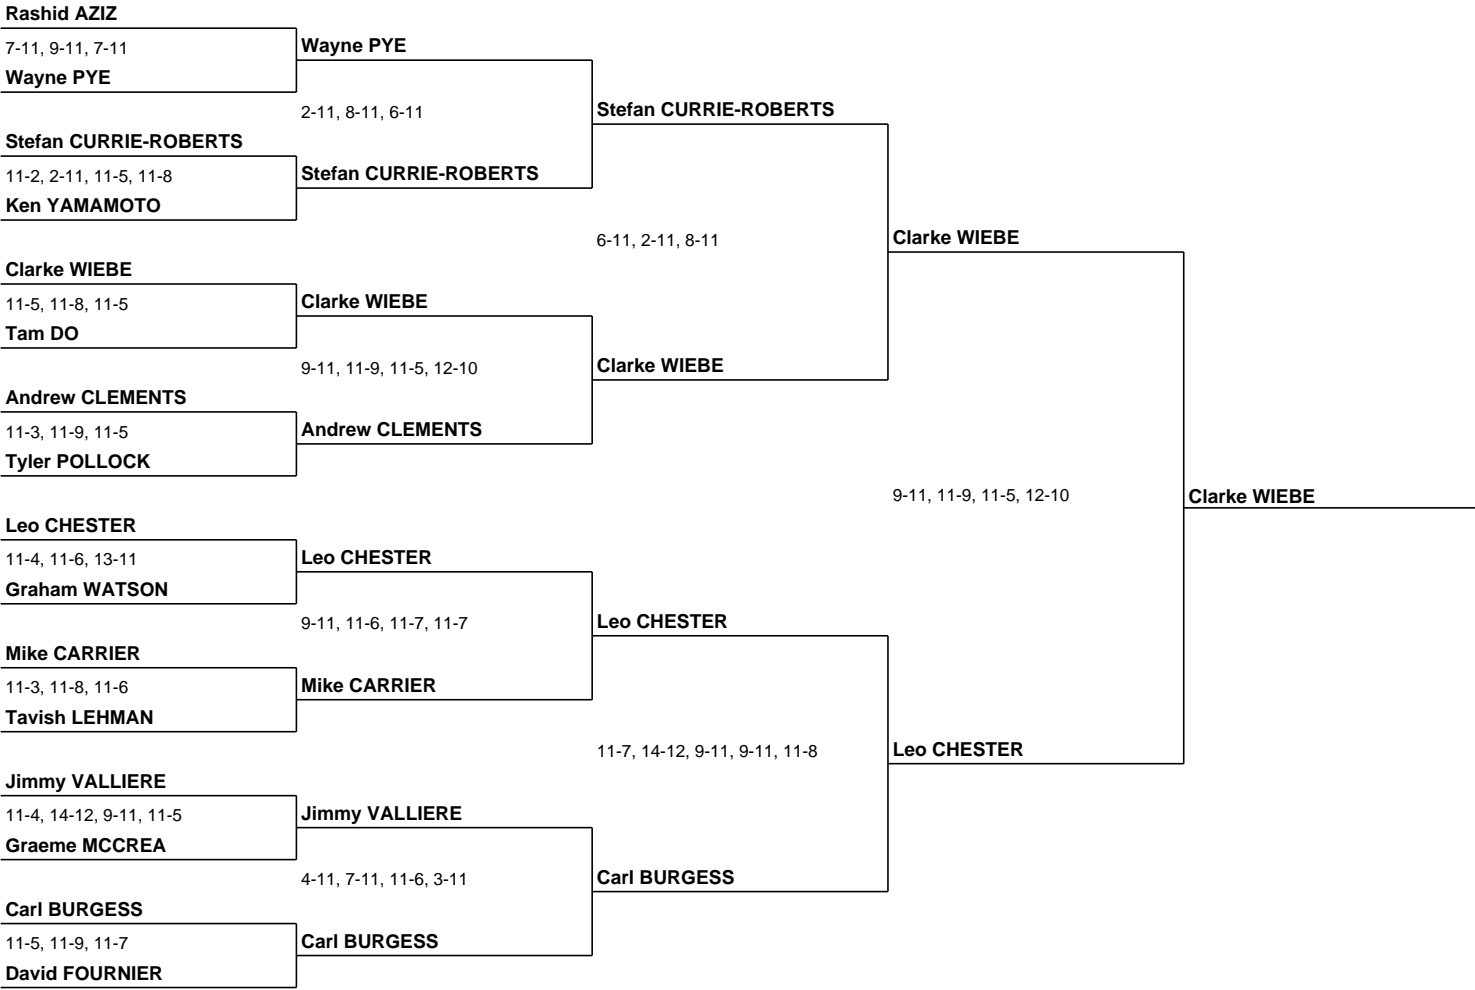 Rashid AZIZ
7-11, 9-11, 7-11
Wayne PYE
Stefan CURRIE-ROBERTS
11-2, 2-11, 11-5, 11-8
Ken YAMAMOTO
Clarke WIEBE
11-5, 11-8, 11-5
Tam DO
Andrew CLEMENTS
11-3, 11-9, 11-5
Tyler POLLOCK
Leo CHESTER
11-4, 11-6, 13-11
Graham WATSON
Mike CARRIER
11-3, 11-8, 11-6
Tavish LEHMAN
Jimmy VALLIERE
11-4, 14-12, 9-11, 11-5
Graeme MCCREA
Carl BURGESS
11-5, 11-9, 11-7
David FOURNIER
Wayne PYE
2-11, 8-11, 6-11
Stefan CURRIE-ROBERTS
Clarke WIEBE
9-11, 11-9, 11-5, 12-10
Andrew CLEMENTS
Leo CHESTER
9-11, 11-6, 11-7, 11-7
Mike CARRIER
Jimmy VALLIERE
4-11, 7-11, 11-6, 3-11
Carl BURGESS
Stefan CURRIE-ROBERTS
6-11, 2-11, 8-11
Clarke WIEBE
Leo CHESTER
11-7, 14-12, 9-11, 9-11, 11-8
Carl BURGESS
Clarke WIEBE
9-11, 11-9, 11-5, 12-10
Leo CHESTER
Clarke WIEBE